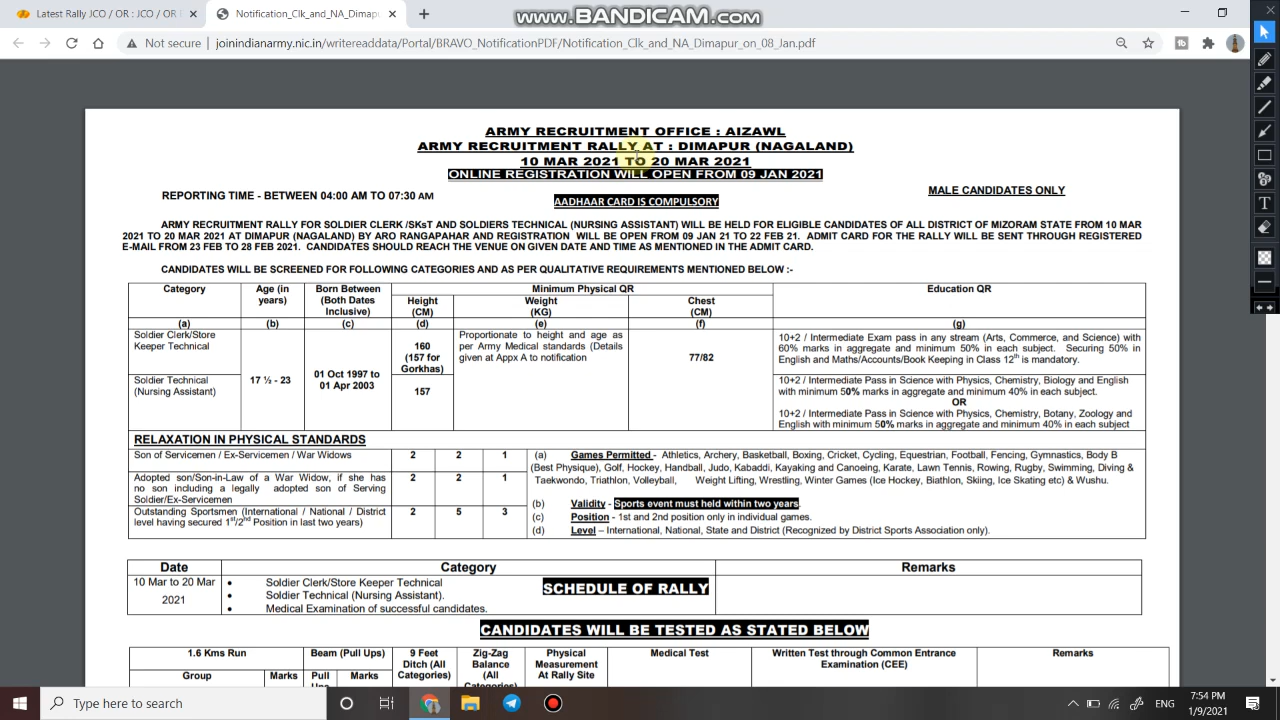 Latest Rally JCO / OR : JCO / OR
Notification_Clk_and_NA_Dimapu
www.BANDICAM.com
Not secure | joinindianarmy.nic.in/writereaddata/Portal/BRAVO_NotificationPDF/Notification_Clk_and_NA_Dimapur_on_08_Jan.pdf
ARMY RECRUITMENT OFFICE : AIZAWL
ARMY RECRUITMENT RALLY AT : DIMAPUR (NAGALAND)
10 MAR 2021 TO 20 MAR 2021
ONLINE REGISTRATION WILL OPEN FROM 09 JAN 2021
REPORTING TIME - BETWEEN 04:00 AM TO 07:30 AM
AADHAAR CARD IS COMPULSORY
MALE CANDIDATES ONLY
ARMY RECRUITMENT RALLY FOR SOLDIER CLERK /SKsT AND SOLDIERS TECHNICAL (NURSING ASSISTANT) WILL BE HELD FOR ELIGIBLE CANDIDATES OF ALL DISTRICT OF MIZORAM STATE FROM 10 MAR
2021 TO 20 MAR 2021 AT DIMAPUR (NAGALAND) BY ARO RANGAPAHAR AND REGISTRATION WILL BE OPEN FROM 09 JAN 21 TO 22 FEB 21. ADMIT CARD FOR THE RALLY WILL BE SENT THROUGH REGISTERED
E-MAIL FROM 23 FEB TO 28 FEB 2021. CANDIDATES SHOULD REACH THE VENUE ON GIVEN DATE AND TIME AS MENTIONED IN THE ADMIT CARD.
CANDIDATES WILL BE SCREENED FOR FOLLOWING CATEGORIES AND AS PER QUALITATIVE REQUIREMENTS MENTIONED BELOW :-
Category
Age (in
years)
Born Between
(Both Dates
Inclusive)
Minimum Physical QR
Education QR
Height
(CM)
Weight
(KG)
Chest
(CM)
(a)
(b)
(c)
(d)
(e)
(f)
(g)
Soldier Clerk/Store
Keeper Technical
17 ½ - 23
01 Oct 1997 to
01 Apr 2003
160
(157 for
Gorkhas)
Proportionate to height and age as
per Army Medical standards (Details
given at Appx A to notification
77/82
10+2 / Intermediate Exam pass in any stream (Arts, Commerce, and Science) with
60% marks in aggregate and minimum 50% in each subject. Securing 50% in
English and Maths/Accounts/Book Keeping in Class 12th is mandatory.
Soldier Technical
(Nursing Assistant)
157
10+2 / Intermediate Pass in Science with Physics, Chemistry, Biology and English
with minimum 50% marks in aggregate and minimum 40% in each subject.
OR
10+2 / Intermediate Pass in Science with Physics, Chemistry, Botany, Zoology and
English with minimum 50% marks in aggregate and minimum 40% in each subject
RELAXATION IN PHYSICAL STANDARDS
Son of Servicemen / Ex-Servicemen / War Widows
2 2 1
Adopted son/Son-in-Law of a War Widow, if she has
no son including a legally adopted son of Serving
Soldier/Ex-Servicemen
2 2 1
Outstanding Sportsmen (International / National / District
level having secured 1st/2nd Position in last two years)
2 5 3
(a) Games Permitted - Athletics, Archery, Basketball, Boxing, Cricket, Cycling, Equestrian, Football, Fencing, Gymnastics, Body B
(Best Physique), Golf, Hockey, Handball, Judo, Kabaddi, Kayaking and Canoeing, Karate, Lawn Tennis, Rowing, Rugby, Swimming, Diving &
Taekwondo, Triathlon, Volleyball, Weight Lifting, Wrestling, Winter Games (Ice Hockey, Biathlon, Skiing, Ice Skating etc) & Wushu.
(b) Validity - Sports event must held within two years.
(c) Position - 1st and 2nd position only in individual games.
(d) Level – International, National, State and District (Recognized by District Sports Association only).
Date
Category
Remarks
10 Mar to 20 Mar
2021
• Soldier Clerk/Store Keeper Technical
• Soldier Technical (Nursing Assistant).
• Medical Examination of successful candidates.
SCHEDULE OF RALLY
CANDIDATES WILL BE TESTED AS STATED BELOW
1.6 Kms Run
Beam (Pull Ups)
9 Feet
Ditch (All
Categories)
Zig-Zag
Balance
(All
Physical
Measurement
At Rally Site
Medical Test
Written Test through Common Entrance
Examination (CEE)
Remarks
Group
Marks
Pull
Marks
Type here to search
ENG
7:54 PM
1/9/2021